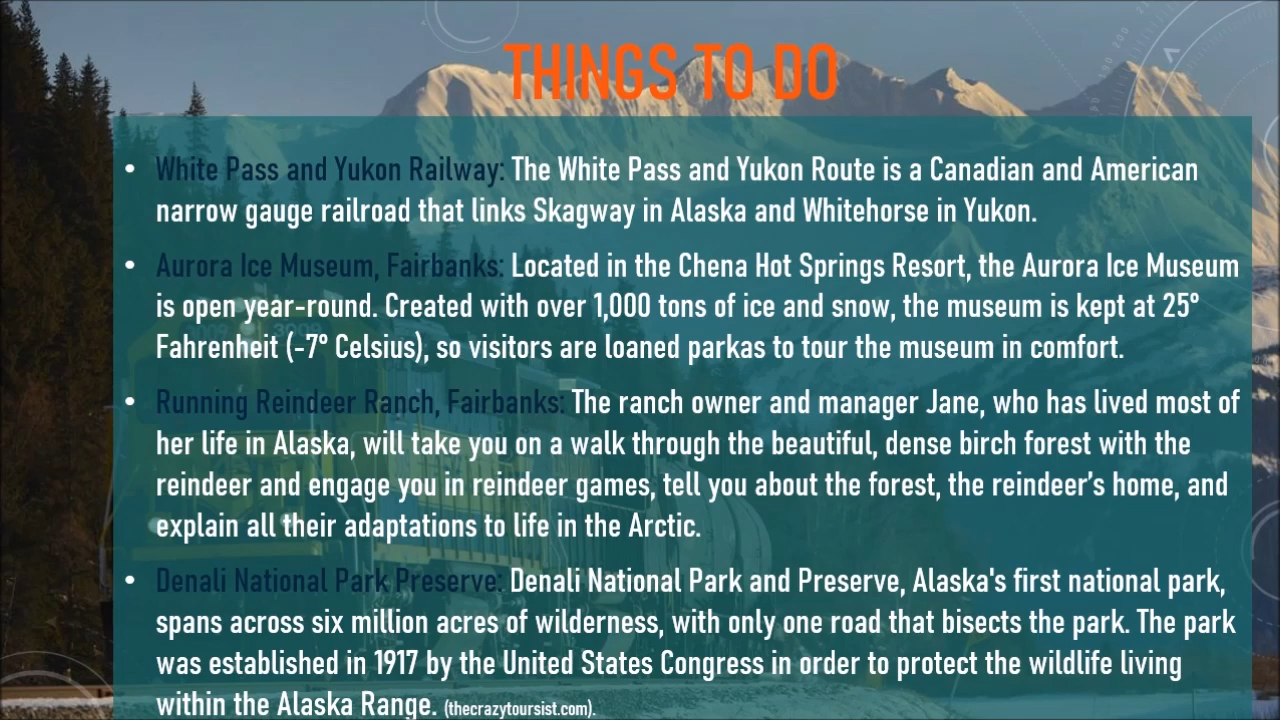 THINGS TO DO
• White Pass and Yukon Railway: The White Pass and Yukon Route is a Canadian and American
narrow gauge railroad that links Skagway in Alaska and Whitehorse in Yukon.
• Aurora Ice Museum, Fairbanks: Located in the Chena Hot Springs Resort, the Aurora Ice Museum
is open year-round. Created with over 1,000 tons of ice and snow, the museum is kept at 25°
Fahrenheit (-7° Celsius), so visitors are loaned parkas to tour the museum in comfort.
• Running Reindeer Ranch, Fairbanks: The ranch owner and manager Jane, who has lived most of
her life in Alaska, will take you on a walk through the beautiful, dense birch forest with the
reindeer and engage you in reindeer games, tell you about the forest, the reindeer's home, and
explain all their adaptations to life in the Arctic.
• Denali National Park Preserve: Denali National Park and Preserve, Alaska's first national park,
spans across six million acres of wilderness, with only one road that bisects the park. The park
was established in 1917 by the United States Congress in order to protect the wildlife living
within the Alaska Range. (thecrazytoursist.com).